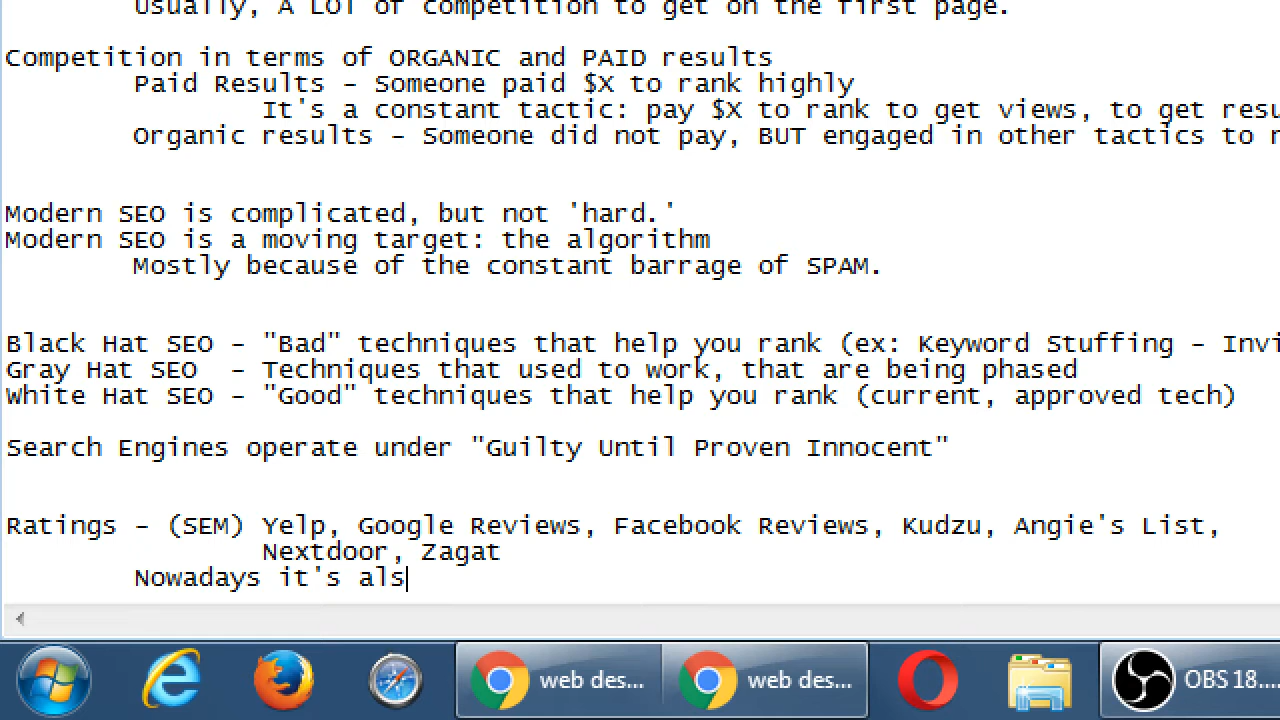 Usually, A LOT of competition to get on the first page.
Competition in terms of ORGANIC and PAID results
Paid Results - Someone paid $X to rank highly
It's a constant tactic: pay $X to rank to get views, to get resu
Organic results - Someone did not pay, BUT engaged in other tactics to r
Modern SEO is complicated, but not 'hard.'
Modern SEO is a moving target: the algorithm
Mostly because of the constant barrage of SPAM.
Black Hat SEO - "Bad" techniques that help you rank (ex: Keyword Stuffing - Invi
Gray Hat SEO  - Techniques that used to work, that are being phased
White Hat SEO - "Good" techniques that help you rank (current, approved tech)
Search Engines operate under "Guilty Until Proven Innocent"
Ratings - (SEM) Yelp, Google Reviews, Facebook Reviews, Kudzu, Angie's List,
Nextdoor, Zagat
Nowadays it's als
web des... web des... OBS 18....